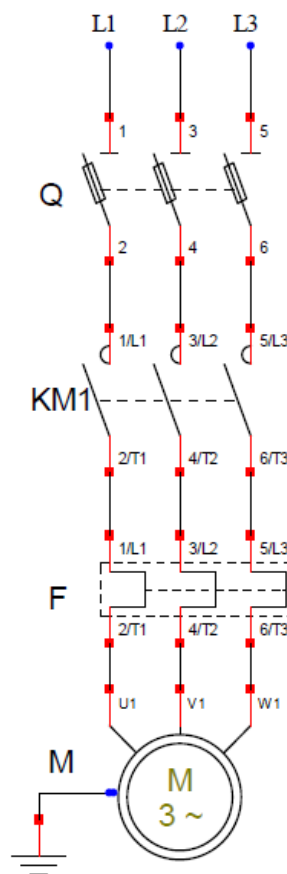 L1 L2 L3
1 3 5
Q
2 4 6
1/L1 3/L2 5/L3
KM1
2/T1 4/T2 6/T3
1/L1 3/L2 5/L3
F
2/T1 4/T2 6/T3
U1 V1 W1
M
M
3 ~